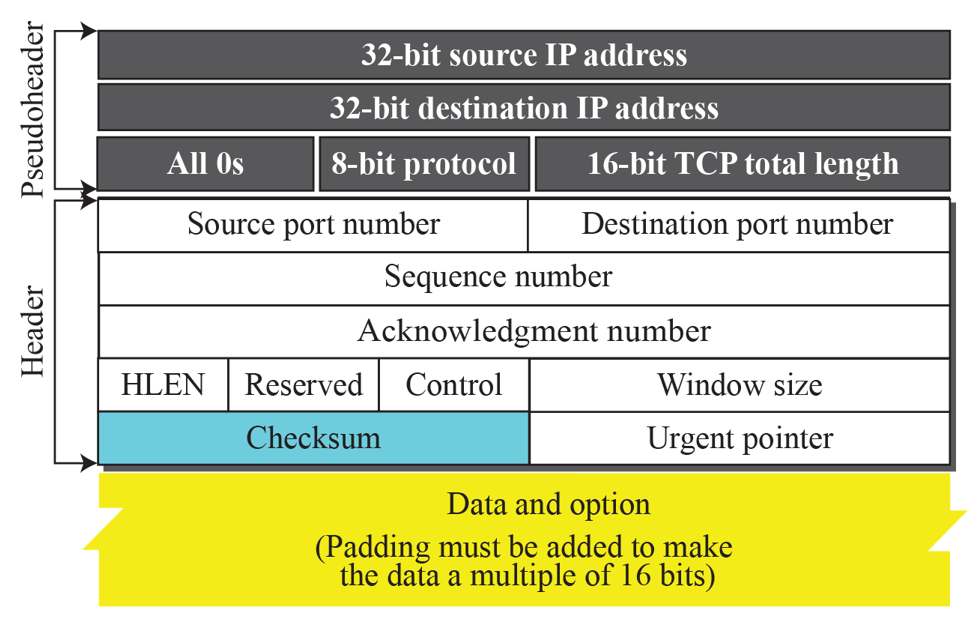 Pseudoheader
32-bit source IP address
32-bit destination IP address
All 0s
8-bit protocol
16-bit TCP total length
Header
Source port number
Destination port number
Sequence number
Acknowledgment number
HLEN
Reserved
Control
Window size
Checksum
Urgent pointer
Data and option
(Padding must be added to make
the data a multiple of 16 bits)